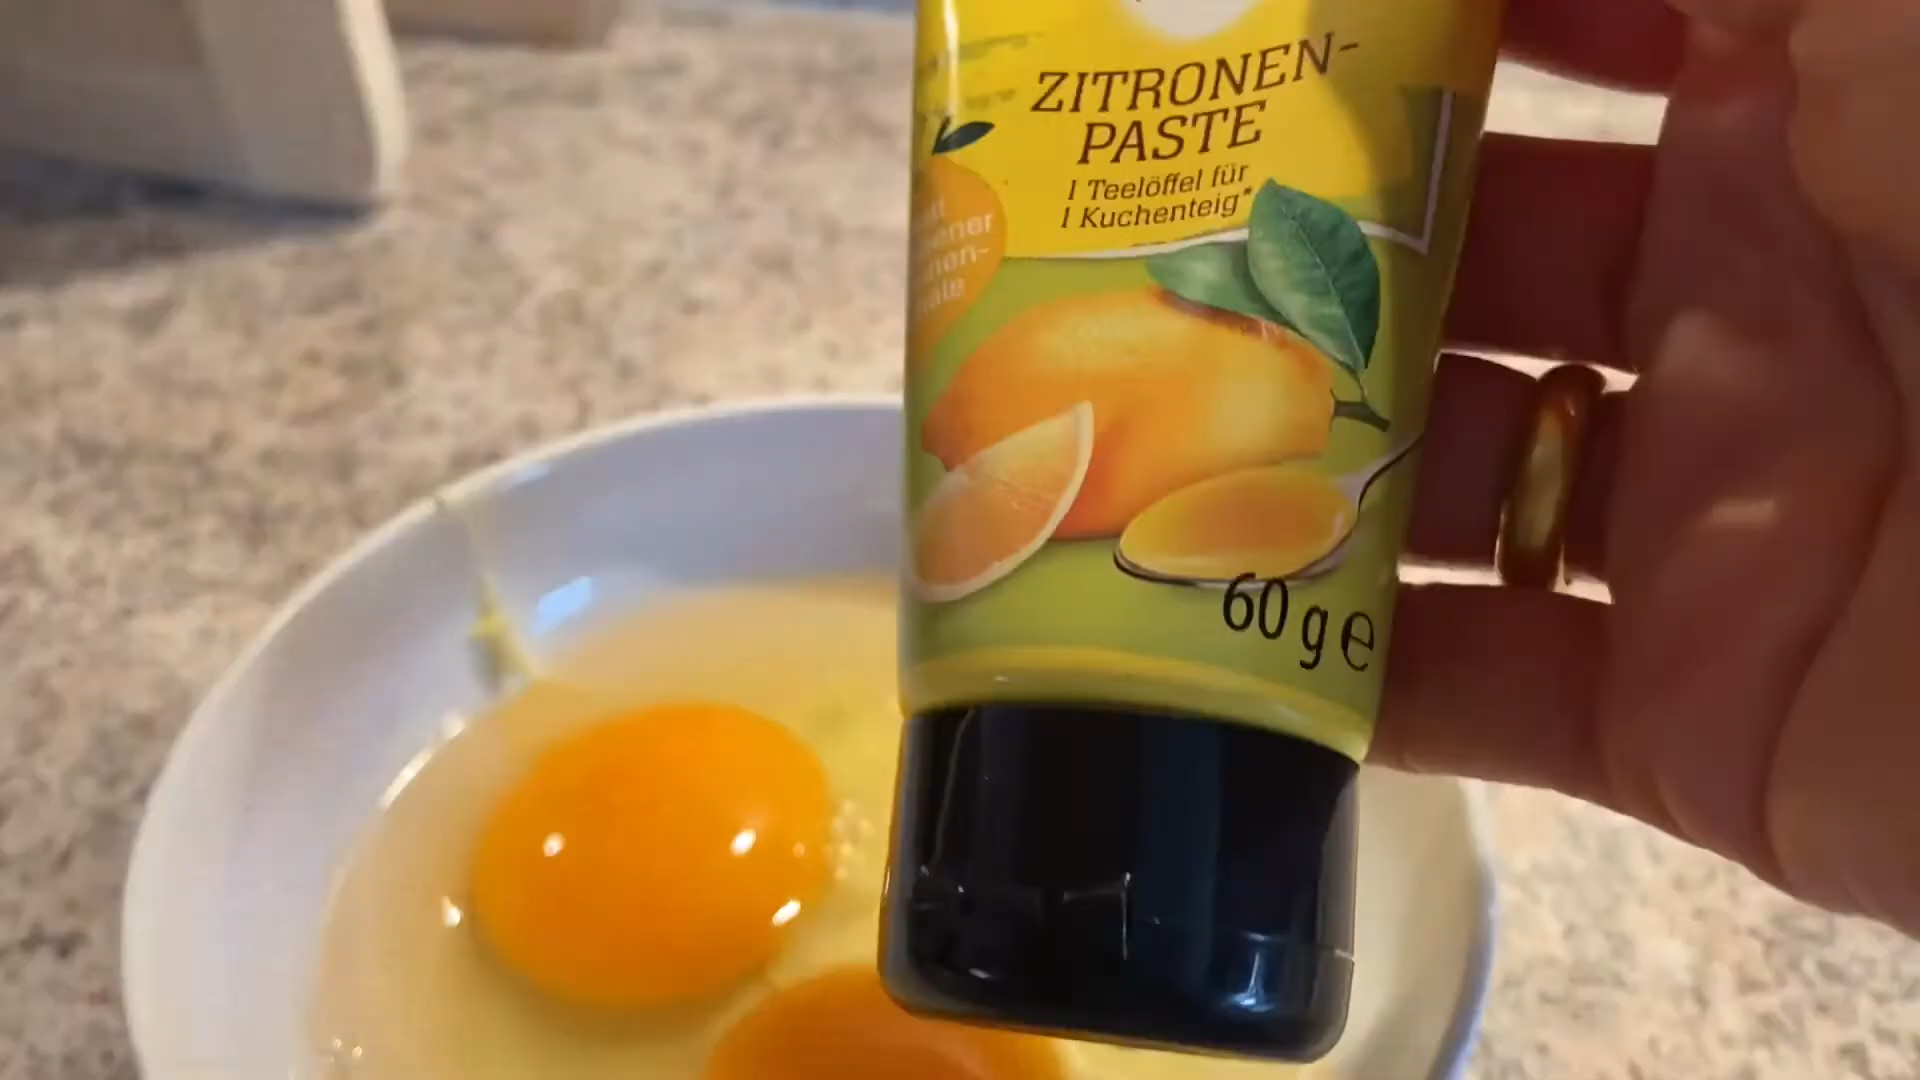 ZITRONEN-
PASTE
1 Teelöffel für
1 Kuchenteig*
60 g e